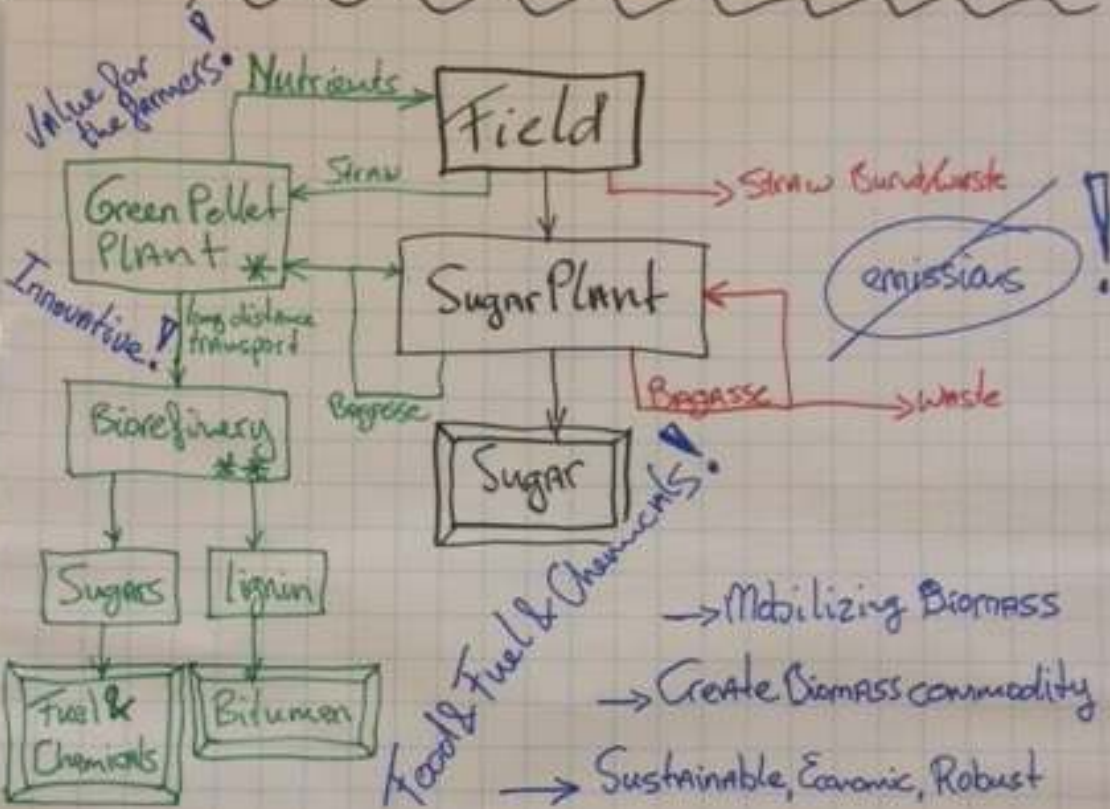 Value for
the farmers!
Nutrients
Field
Straw
Straw Burnt/Waste
Green Pellet
Plant *
Sugar Plant
emissions
!
Innovative!
long distance
transport
Biorefinery
**
Bagasse
Bagasse
Waste
Sugar
Sugars
Lignin
Fuel &
Chemicals
Bitumen
Food & Fuel & Chemicals!
→ Mobilizing Biomass
→ Create Biomass commodity
→ Sustainable, Economic, Robust